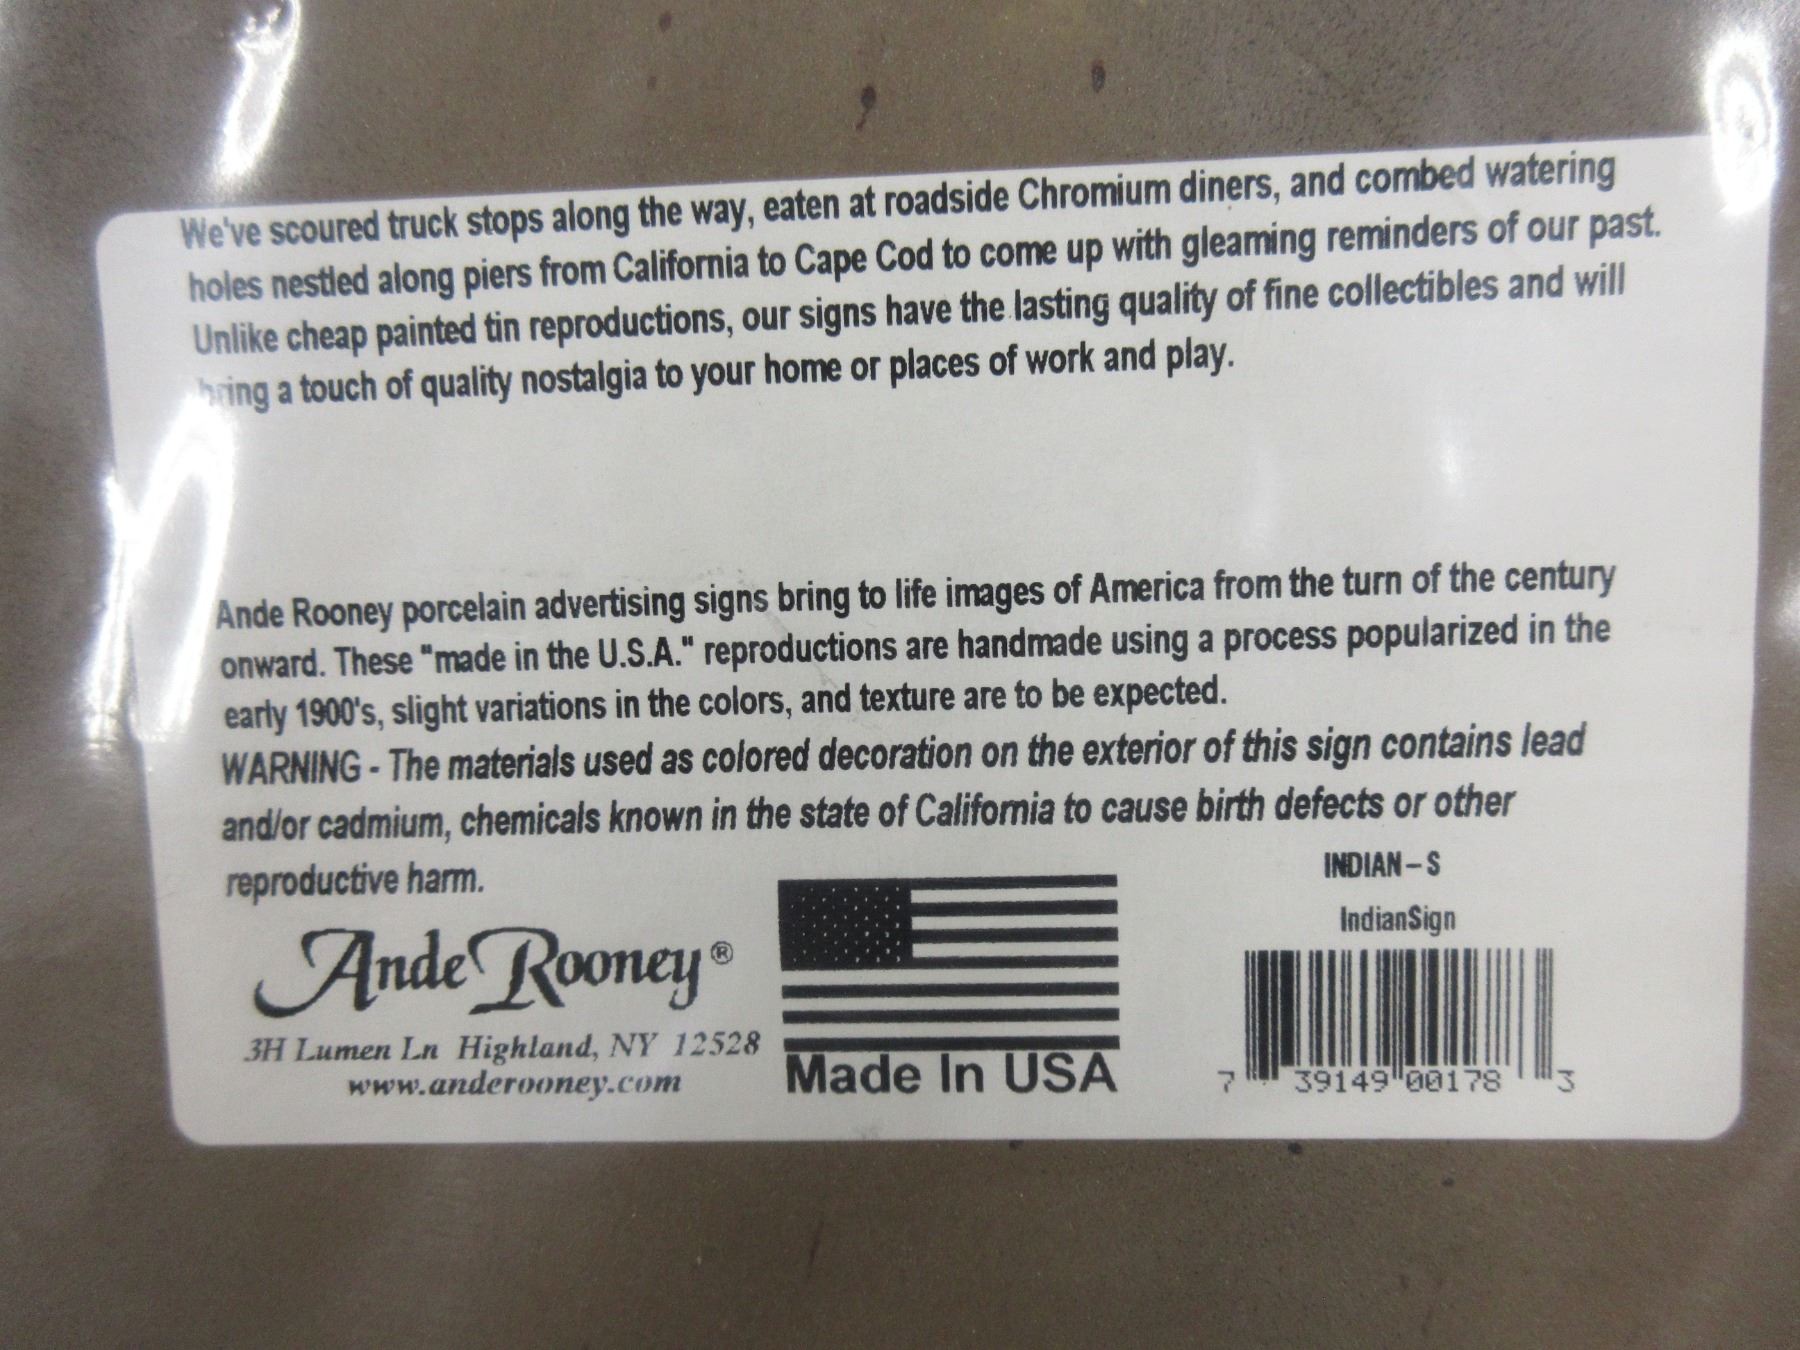 We've scoured truck stops along the way, eaten at roadside Chromium diners, and combed watering
holes nestled along piers from California to Cape Cod to come up with gleaming reminders of our past.
Unlike cheap painted tin reproductions, our signs have the lasting quality of fine collectibles and will
bring a touch of quality nostalgia to your home or places of work and play.
Ande Rooney porcelain advertising signs bring to life images of America from the turn of the century
onward. These "made in the U.S.A." reproductions are handmade using a process popularized in the
early 1900's, slight variations in the colors, and texture are to be expected.
WARNING - The materials used as colored decoration on the exterior of this sign contains lead
and/or cadmium, chemicals known in the state of California to cause birth defects or other
reproductive harm.
INDIAN - S
IndianSign
Ande Rooney®
3H Lumen Ln Highland, NY 12528
www.anderooney.com
Made In USA
7 39149 00178 3